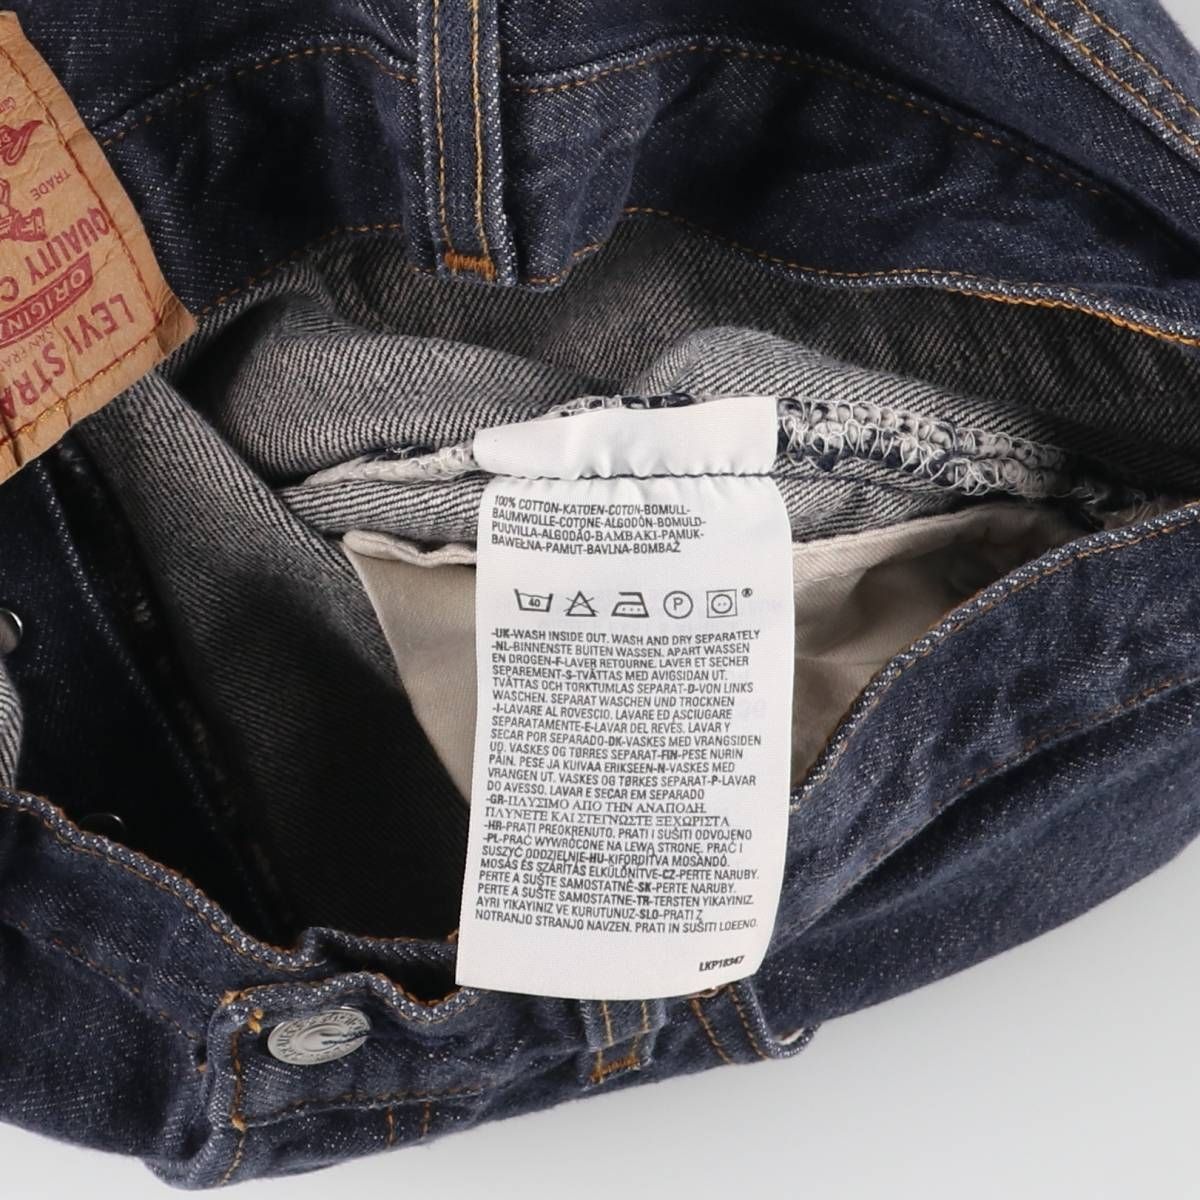 TRADE
QUALITY C
ORIGIN
LEVI STRA
SAN FRAN
100% COTTON-KATOEN-COTON-BOMULL-
BAUMWOLLE-COTONE-ALGODÓN-BOMULD-
PUUVILLA-ALGODÃO-BAMBAKI-PAMUK-
BAWEŁNA-PAMUT-BAVLNA-BOMBAŽ
40 P ®
-UK-WASH INSIDE OUT. WASH AND DRY SEPARATELY
-NL-BINNENSTE BUITEN WASSEN. APART WASSEN
EN DROGEN-F-LAVER RETOURNE. LAVER ET SECHER
SEPAREMENT-S-TVÄTTAS MED AVIGSIDAN UT.
TVÄTTAS OCH TORKTUMLAS SEPARAT-D-VON LINKS
WASCHEN. SEPARAT WASCHEN UND TROCKNEN
-I-LAVARE AL ROVESCIO. LAVARE ED ASCIUGARE
SEPARATAMENTE-E-LAVAR DEL REVÉS. LAVAR Y
SECAR POR SEPARADO-DK-VASKES MED VRANGSIDEN
UD. VASKES OG TØRRES SEPARAT-FIN-PESE NURIN
PÄIN. PESE JA KUIVAA ERIKSEEN-N-VASKES MED
VRANGEN UT. VASKES OG TØRKES SEPARAT-P-LAVAR
DO AVESSO. LAVAR E SECAR EM SEPARADO
-GR-ΠΛΥΣΙΜΟ ΑΠΟ ΤΗΝ ΑΝΑΠΟΔΗ.
ΠΛΥΝΕΤΕ ΚΑΙ ΣΤΕΓΝΩΣΤΕ ΞΕΧΩΡΙΣΤΑ
-HR-PRATI PREOKRENUTO. PRATI I SUŠITI ODVOJENO
-PL-PRAĆ WYWRÓCONE NA LEWĄ STRONĘ. PRAĆ I
SUSZYĆ ODDZIELNIE-HU-KIFORDÍTVA MOSANDÓ.
MOSÁS ÉS SZÁRÍTÁS ELKÜLÖNÍTVE-CZ-PERTE NARUBY.
PERTE A SUŠTE SAMOSTATNĚ-SK-PERTE NARUBY.
PERTE A SUŠTE SAMOSTATNE-TR-TERSTEN YIKAYINIZ.
AYRI YIKAYINIZ VE KURUTUNUZ-SLO-PRATI Z
NOTRANJO STRANJO NAVZEN. PRATI IN SUŠITI LOEENO.
LKP18347